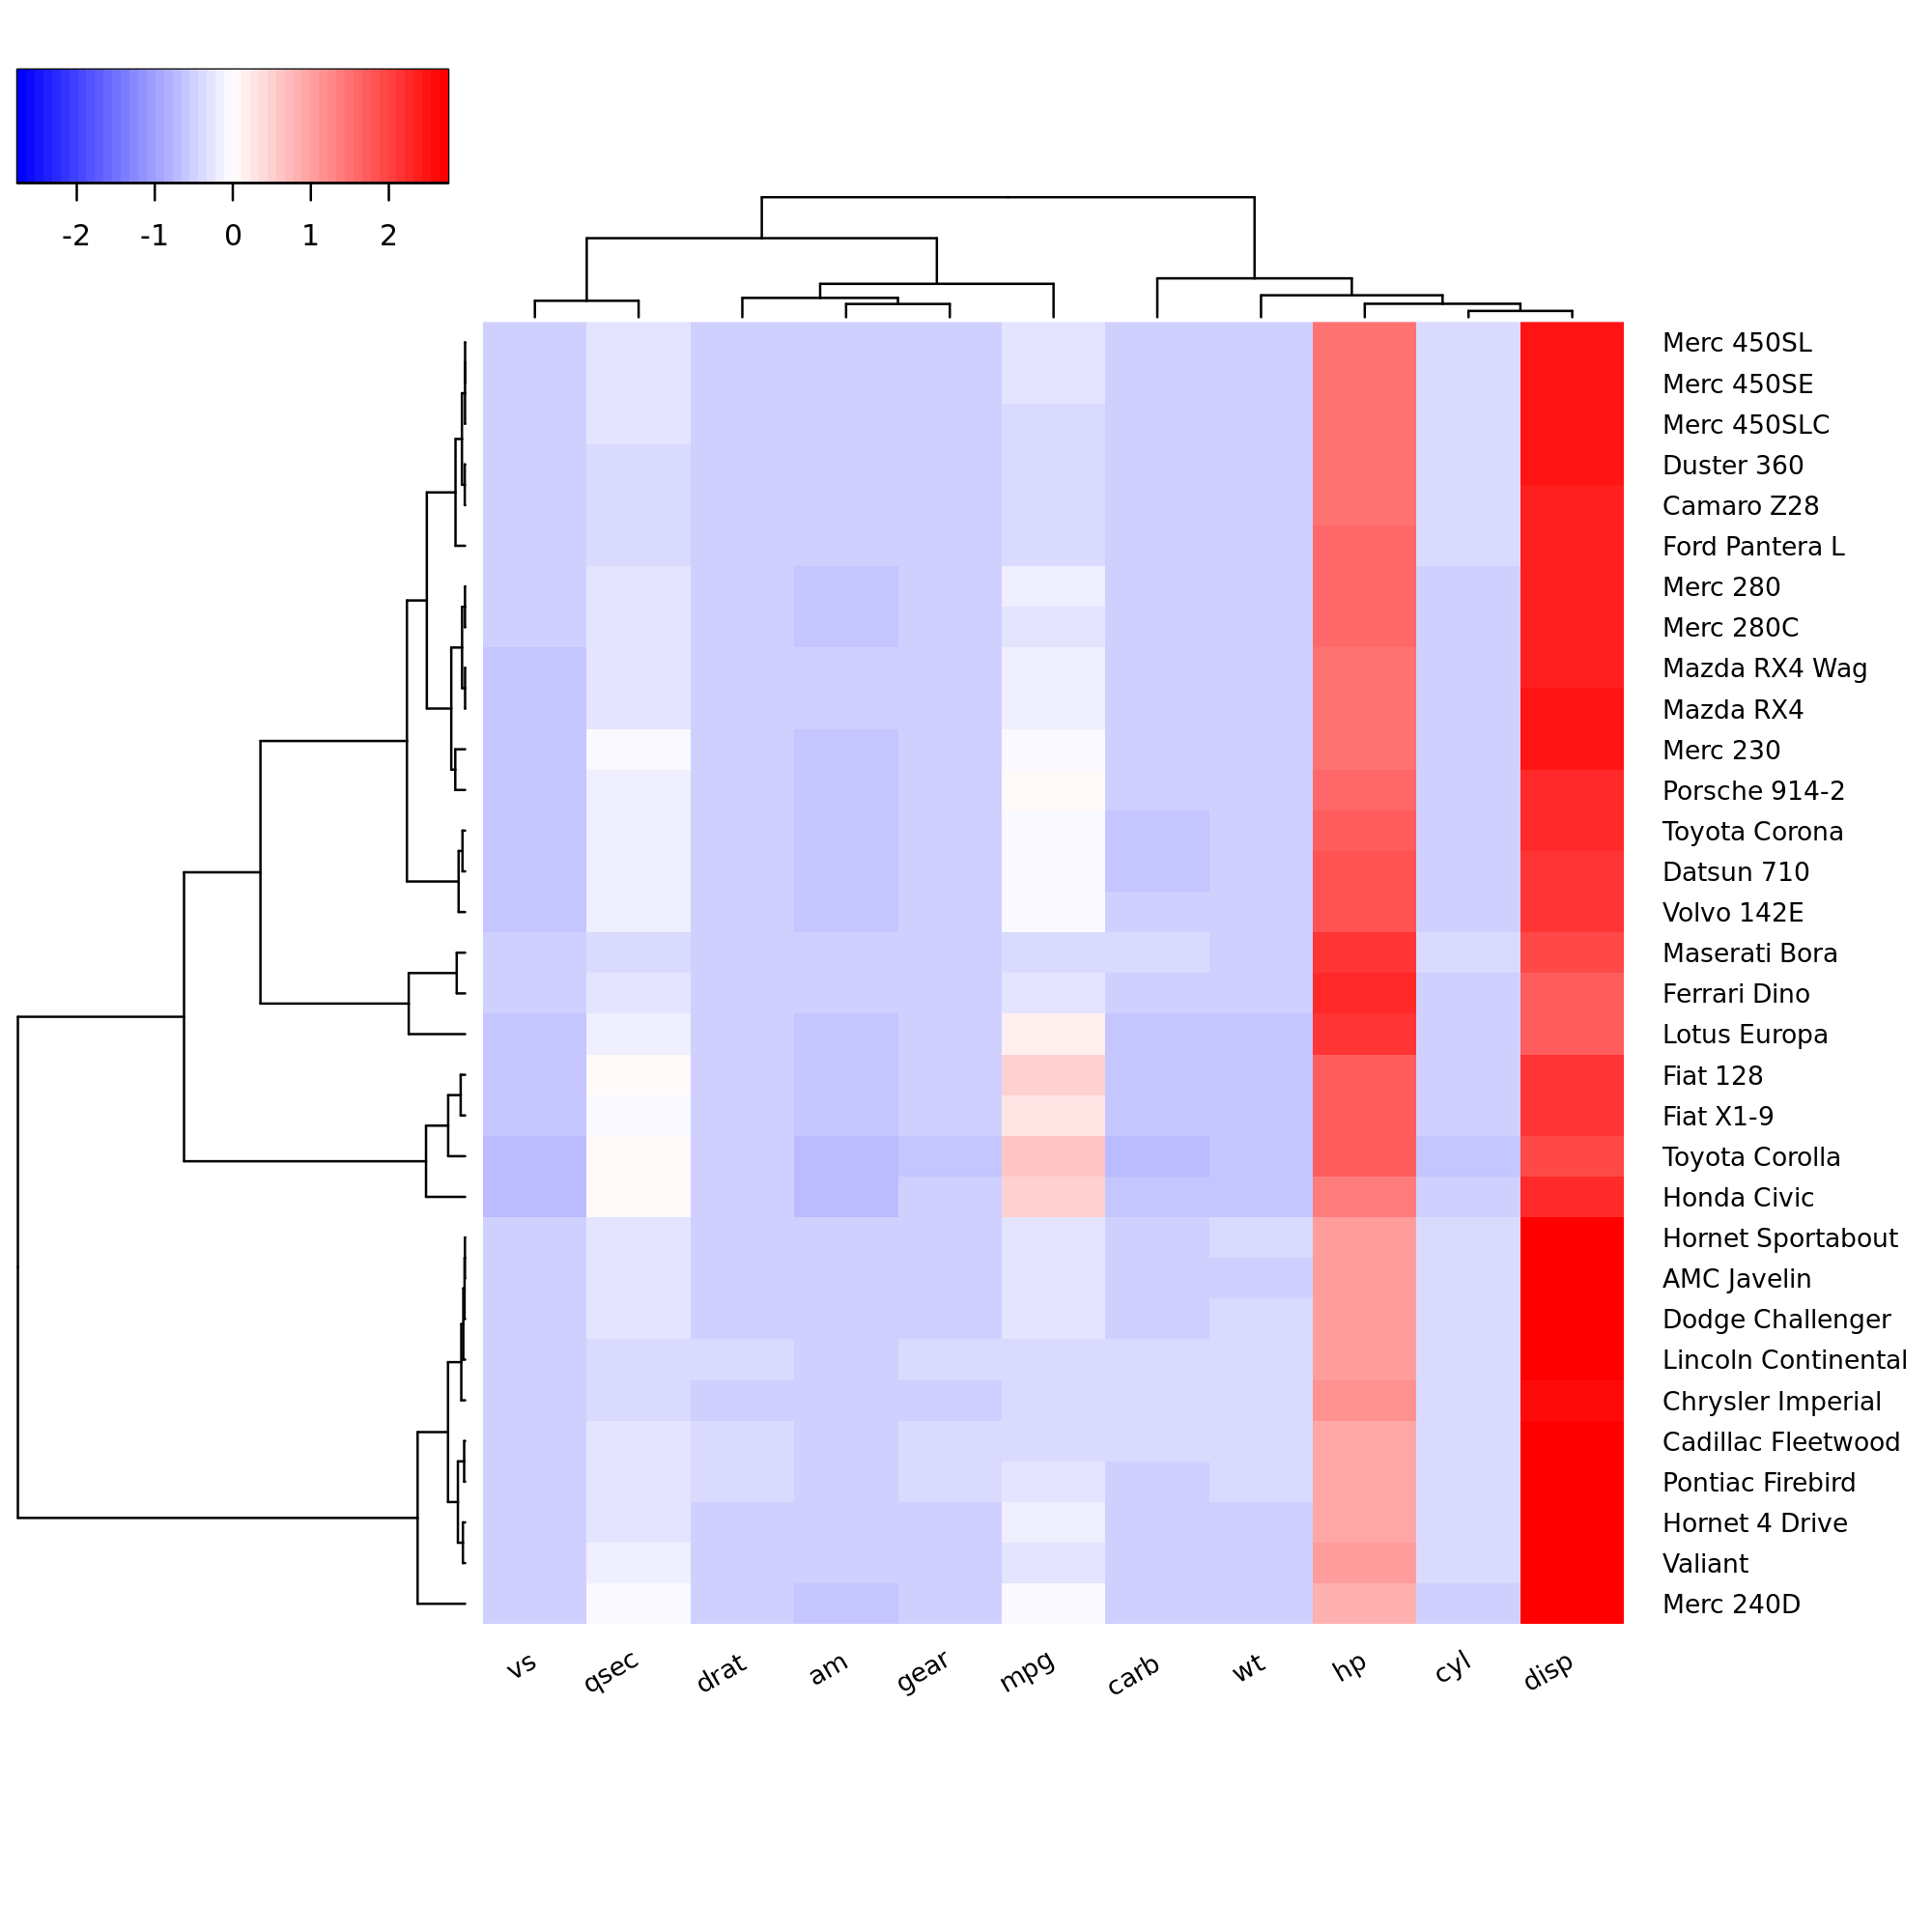 -2 -1 0 1 2
Merc 450SL
Merc 450SE
Merc 450SLC
Duster 360
Camaro Z28
Ford Pantera L
Merc 280
Merc 280C
Mazda RX4 Wag
Mazda RX4
Merc 230
Porsche 914-2
Toyota Corona
Datsun 710
Volvo 142E
Maserati Bora
Ferrari Dino
Lotus Europa
Fiat 128
Fiat X1-9
Toyota Corolla
Honda Civic
Hornet Sportabout
AMC Javelin
Dodge Challenger
Lincoln Continental
Chrysler Imperial
Cadillac Fleetwood
Pontiac Firebird
Hornet 4 Drive
Valiant
Merc 240D
vs qsec drat am gear mpg carb wt hp cyl disp